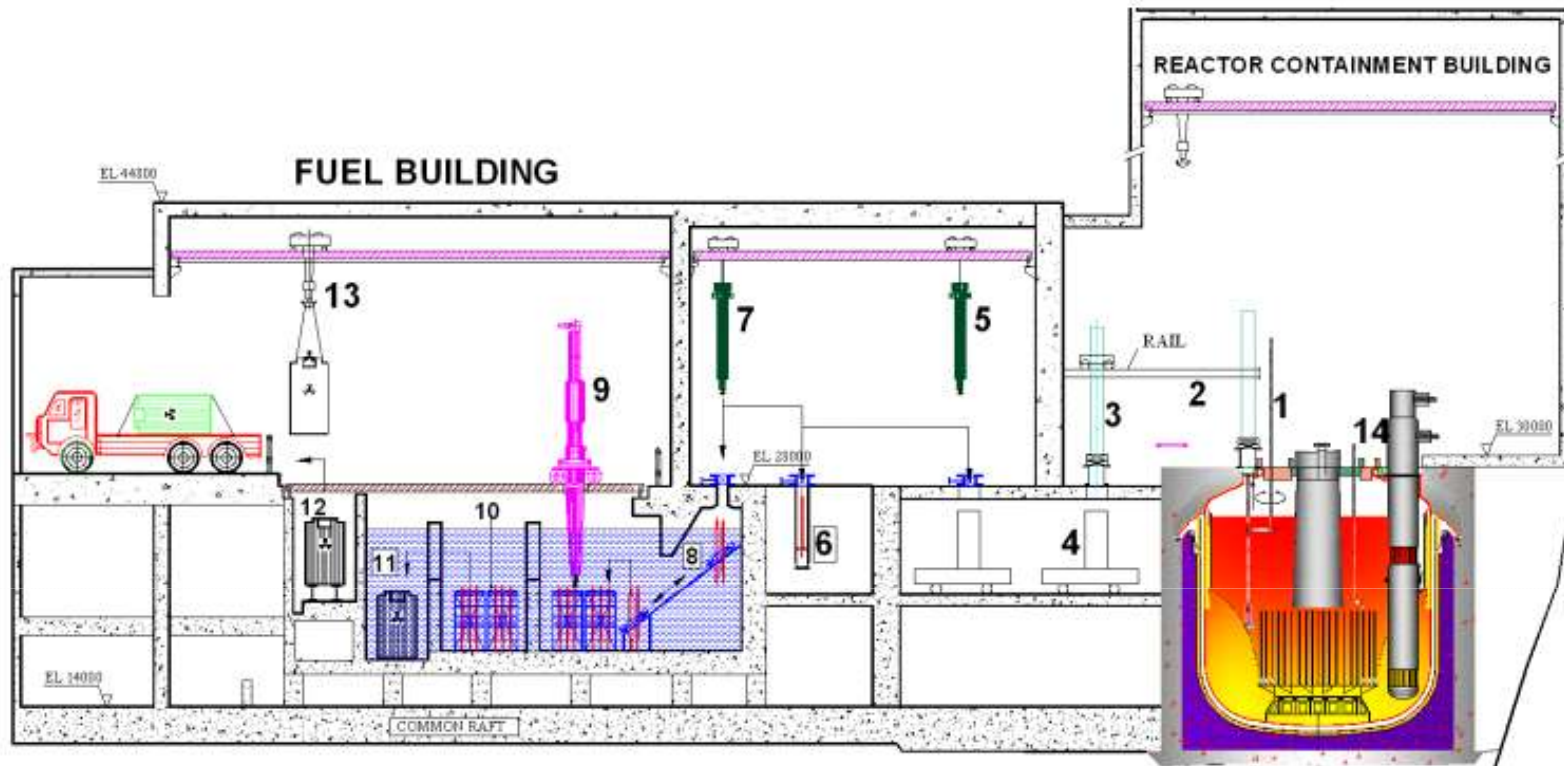 REACTOR CONTAINMENT BUILDING
FUEL BUILDING
EL 44800
13
7
5
RAIL
9
3
2
1
14
EL 30000
EL 28000
12
10
11
8
6
4
EL 14000
COMMON RAFT